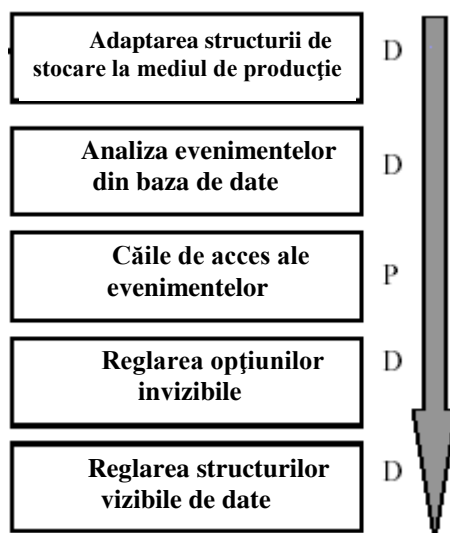 Adaptarea structurii de D
stocare la mediul de producţie
Analiza evenimentelor D
din baza de date
Căile de acces ale P
evenimentelor
Reglarea opţiunilor D
invizibile
Reglarea structurilor D
vizibile de date